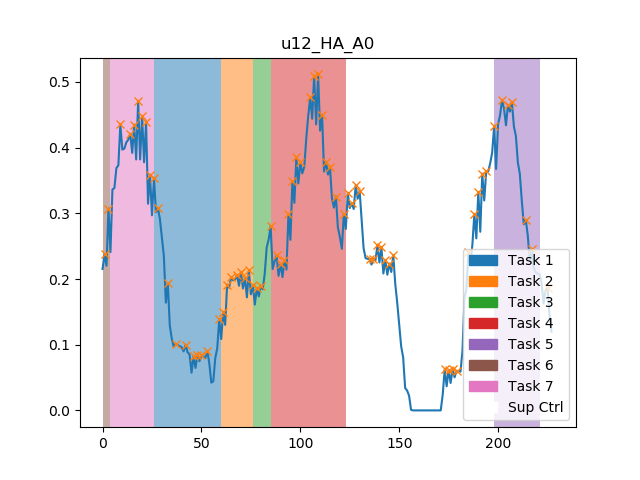 u12_HA_A0
0.5
0.4
0.3
0.2
0.1
0.0
Task 1
Task 2
Task 3
Task 4
Task 5
Task 6
Task 7
Sup Ctrl
0 50 100 150 200